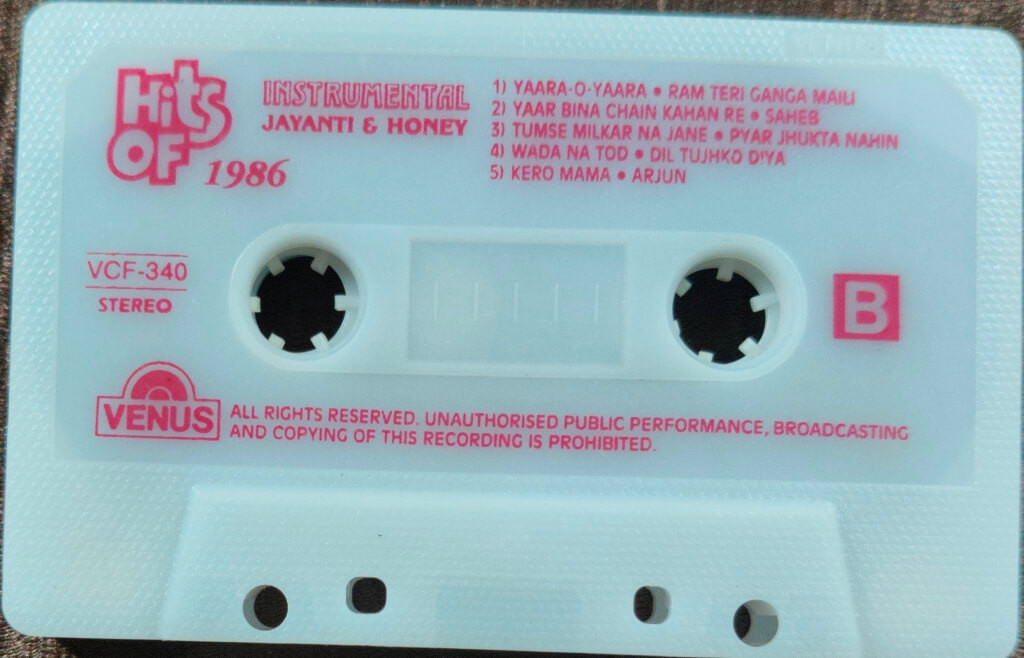 Hits
OF 1986
INSTRUMENTAL
JAYANTI & HONEY
1) YAARA-O-YAARA • RAM TERI GANGA MAILI
2) YAAR BINA CHAIN KAHAN RE • SAHEB
3) TUMSE MILKAR NA JANE • PYAR JHUKTA NAHIN
4) WADA NA TOD • DIL TUJHKO DIYA
5) KERO MAMA • ARJUN
VCF-340
STEREO
B
VENUS
ALL RIGHTS RESERVED. UNAUTHORISED PUBLIC PERFORMANCE, BROADCASTING
AND COPYING OF THIS RECORDING IS PROHIBITED.